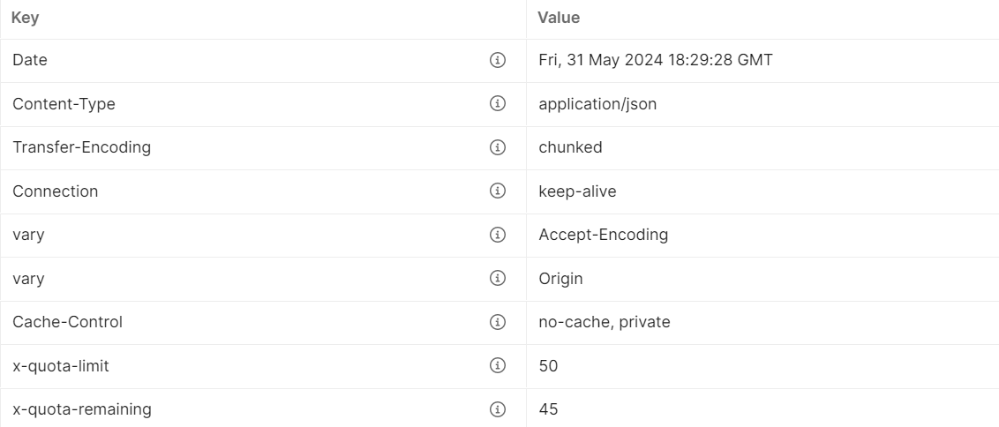 Key Value
Date Fri, 31 May 2024 18:29:28 GMT
Content-Type application/json
Transfer-Encoding chunked
Connection keep-alive
vary Accept-Encoding
vary Origin
Cache-Control no-cache, private
x-quota-limit 50
x-quota-remaining 45